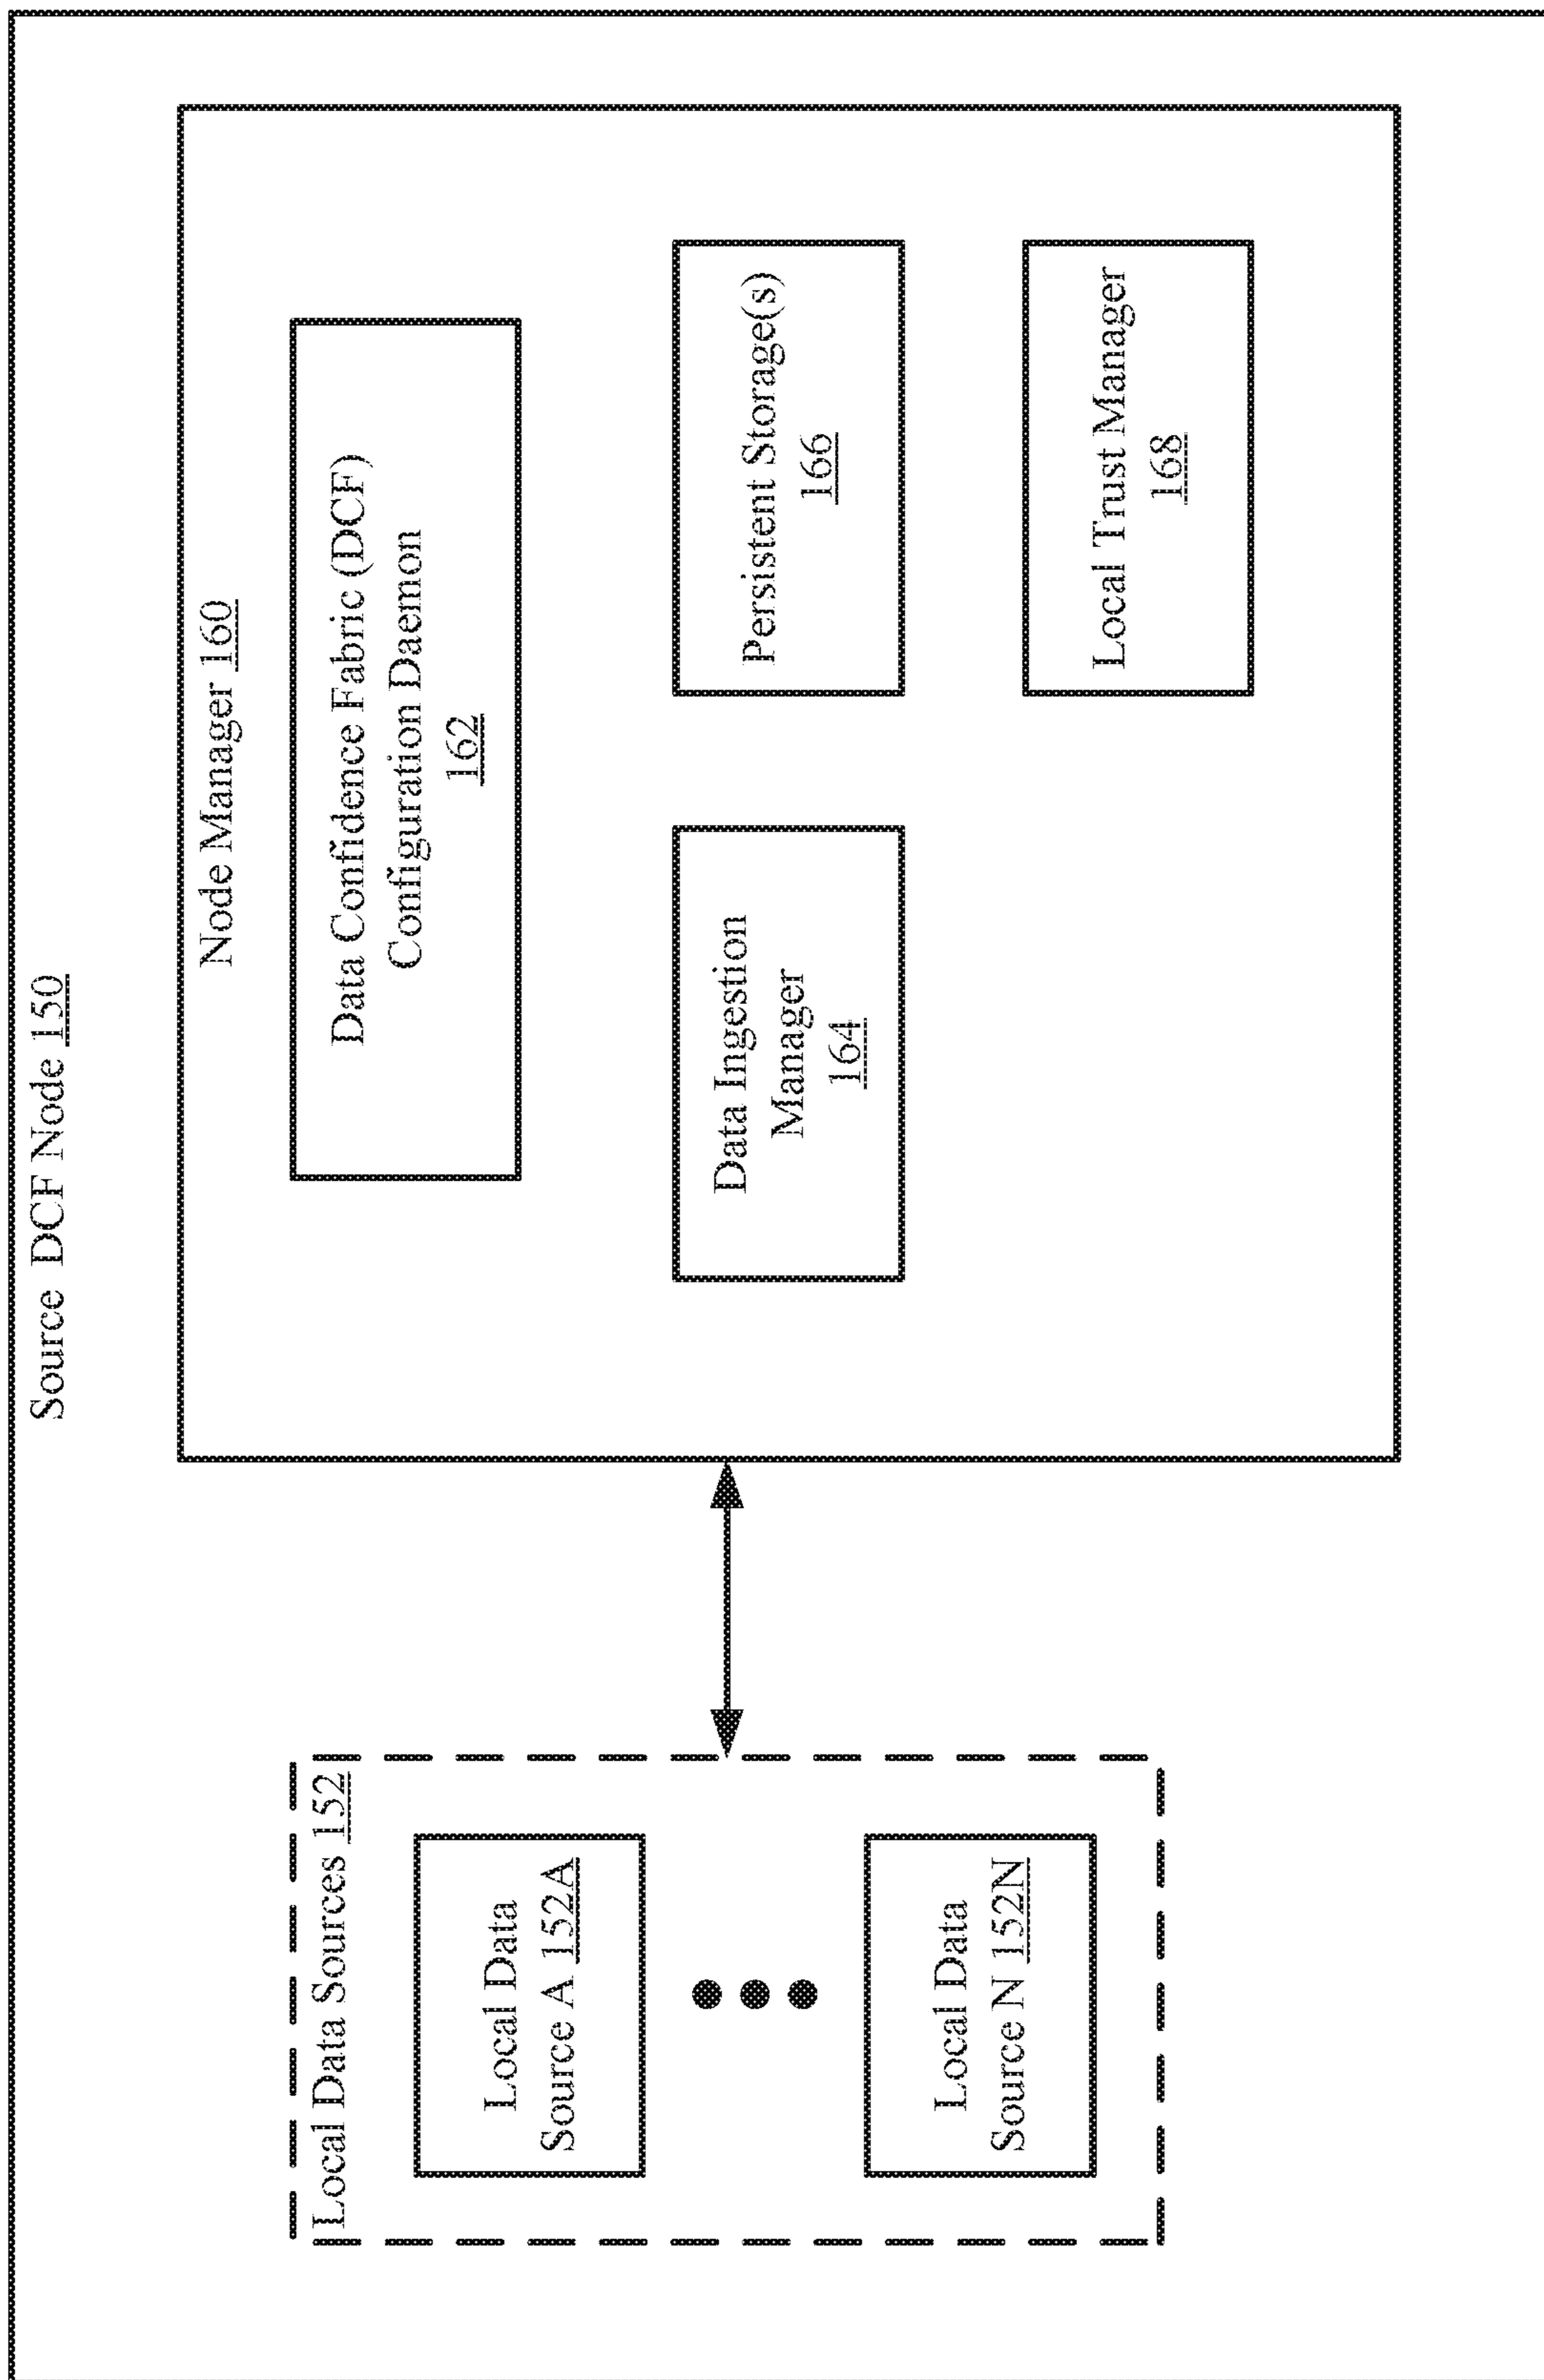 Source DCF Node 150
Local Data Sources 152
Local Data
Source A 152A
Local Data
Source N 152N
Node Manager 160
Data Confidence Fabric (DCF)
Configuration Daemon
162
Data Ingestion
Manager
164
Persistent Storage(s)
166
Local Trust Manager
168